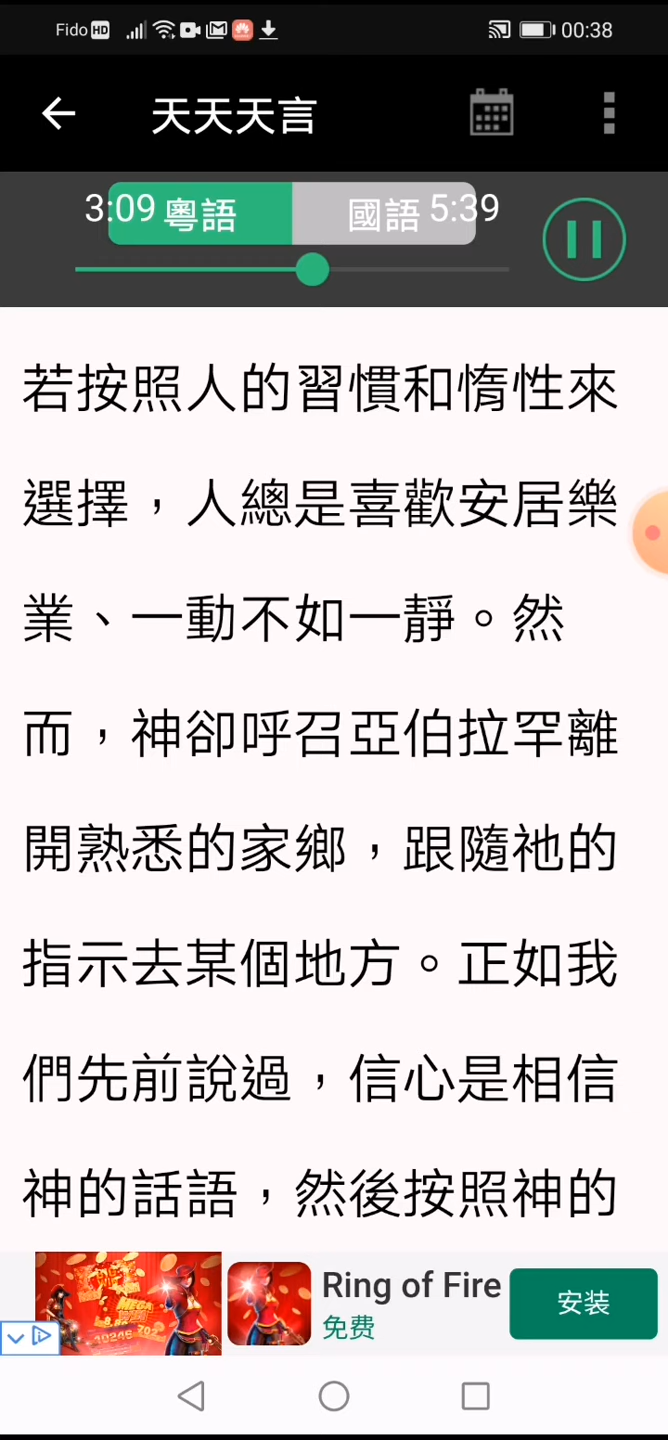 Fido HD 00:38
天天天言
3:09 粵語 國語 5:39
若按照人的習慣和惰性來
選擇，人總是喜歡安居樂
業、一動不如一靜。然
而，神卻呼召亞伯拉罕離
開熟悉的家鄉，跟隨祂的
指示去某個地方。正如我
們先前說過，信心是相信
神的話語，然後按照神的
Ring of Fire
免费
安装